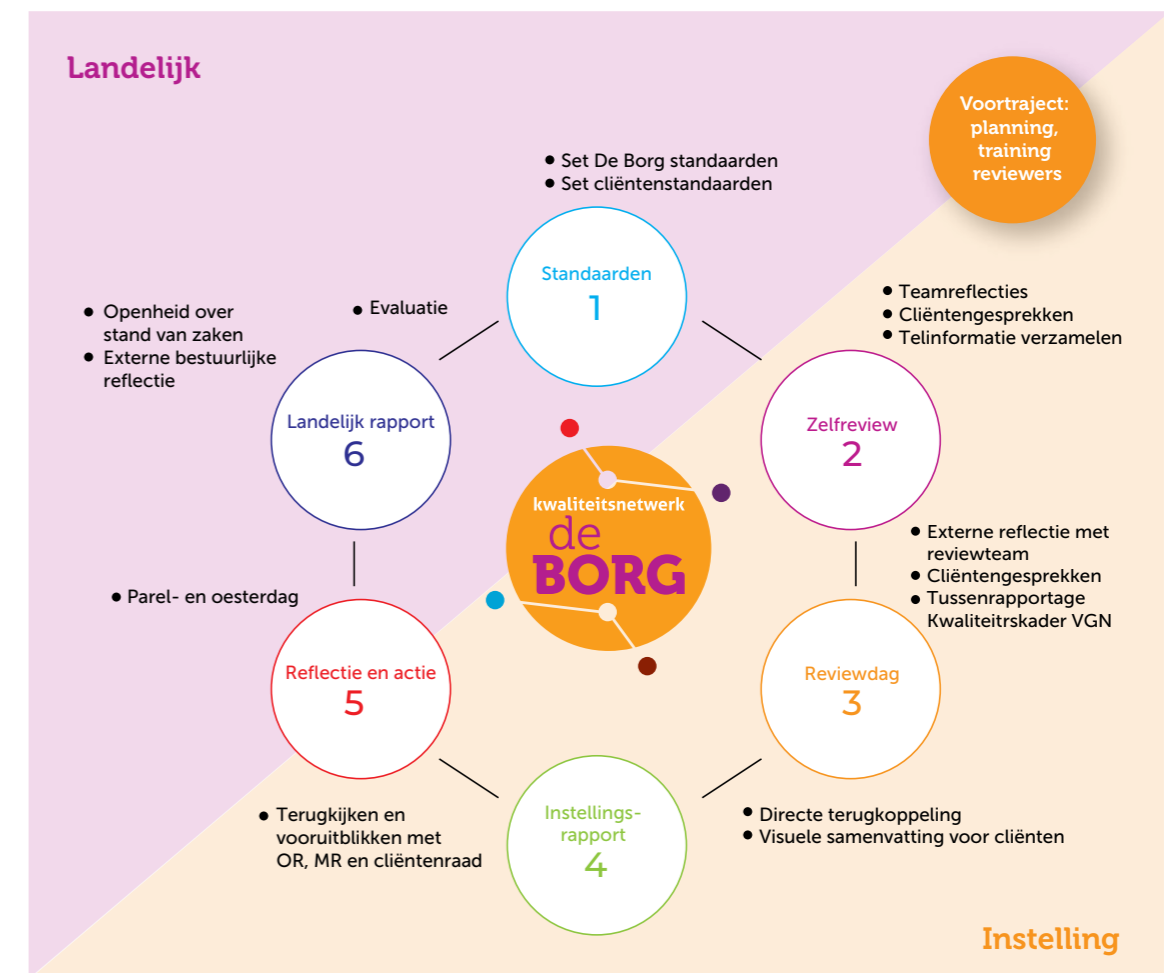 Landelijk
Voortraject:
planning,
training
reviewers
• Set De Borg standaarden
• Set cliëntenstandaarden
Standaarden
1
• Teamreflecties
• Cliëntengesprekken
• Telinformatie verzamelen
Zelfreview
2
• Externe reflectie met
reviewteam
• Cliëntengesprekken
• Tussenrapportage
Kwaliteitrskader VGN
Reviewdag
3
• Directe terugkoppeling
• Visuele samenvatting voor cliënten
Instellings-
rapport
4
• Terugkijken en
vooruitblikken met
OR, MR en cliëntenraad
Reflectie en actie
5
• Parel- en oesterdag
Landelijk rapport
6
• Openheid over
stand van zaken
• Externe bestuurlijke
reflectie
• Evaluatie
kwaliteitsnetwerk
de
BORG
Instelling